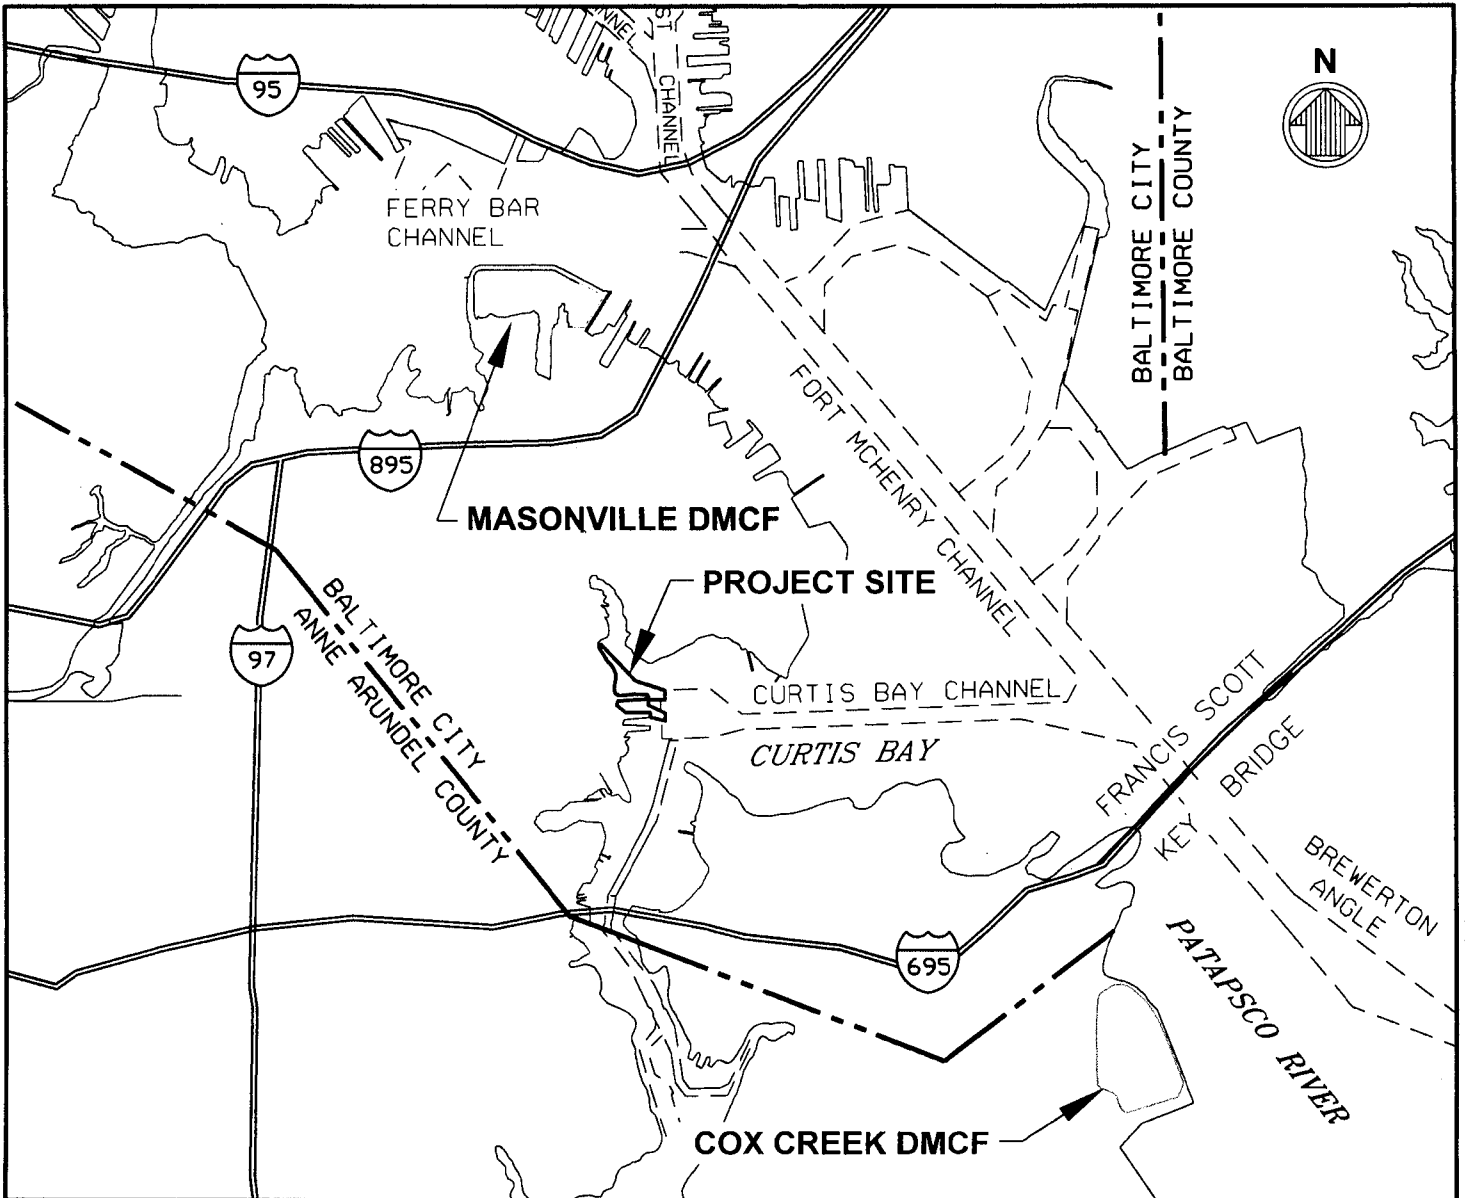 NNEL
ST
CHANNEL
95
N
FERRY BAR
CHANNEL
BALTIMORE CITY
BALTIMORE COUNTY
FORT MCHENRY CHANNEL
895
MASONVILLE DMCF
PROJECT SITE
BALTIMORE CITY
ANNE ARUNDEL COUNTY
97
CURTIS BAY CHANNEL
CURTIS BAY
FRANCIS SCOTT
KEY BRIDGE
BREWERTON
ANGLE
695
PATAPSCO RIVER
COX CREEK DMCF